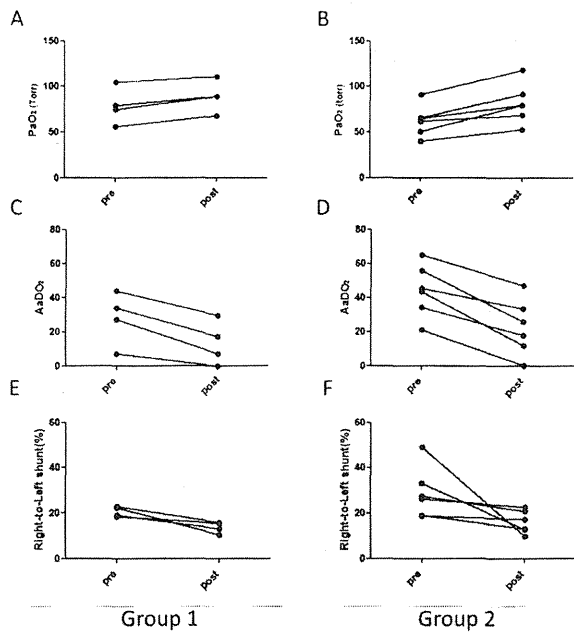 A
B
PaO₂ (Torr)
150
100
50
0
pre
post
PaO₂ (torr)
150
100
50
0
pre
post
C
D
AaDO₂
80
60
40
20
0
pre
post
AaDO₂
80
60
40
20
0
pre
post
E
F
Right-to-Left shunt(%)
60
40
20
0
pre
post
Right-to-Left shunt(%)
60
40
20
0
pre
post
Group 1
Group 2